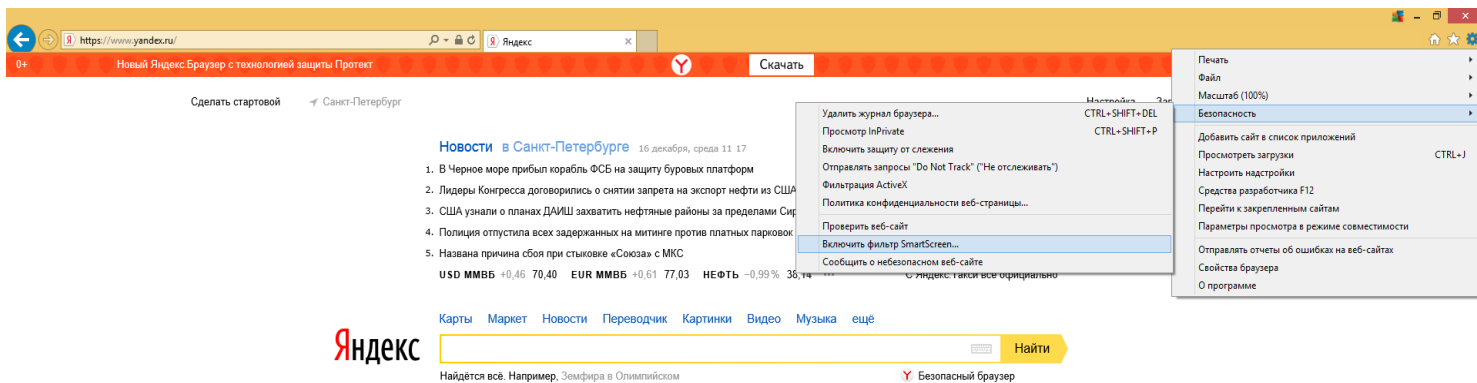 https://www.yandex.ru/
Яндекс
0+ Новый Яндекс.Браузер с технологией защиты Протект Скачать
Сделать стартовой Санкт-Петербург Настройка
Печать
Файл
Масштаб (100%)
Безопасность
Добавить сайт в список приложений
Просмотреть загрузки CTRL+J
Настроить надстройки
Средства разработчика F12
Перейти к закрепленным сайтам
Параметры просмотра в режиме совместимости
Отправлять отчеты об ошибках на веб-сайтах
Свойства браузера
О программе
Удалить журнал браузера... CTRL+SHIFT+DEL
Просмотр InPrivate CTRL+SHIFT+P
Включить защиту от слежения
Отправлять запросы "Do Not Track" ("Не отслеживать")
Фильтрация ActiveX
Политика конфиденциальности веб-страницы...
Проверить веб-сайт
Включить фильтр SmartScreen...
Сообщить о небезопасном веб-сайте
Новости в Санкт-Петербурге 16 декабря, среда 11 17
1. В Черное море прибыл корабль ФСБ на защиту буровых платформ
2. Лидеры Конгресса договорились о снятии запрета на экспорт нефти из США
3. США узнали о планах ДАИШ захватить нефтяные районы за пределами Сир
4. Полиция отпустила всех задержанных на митинге против платных парковок
5. Названа причина сбоя при стыковке «Союза» с МКС
USD ММВБ +0,46 70,40 EUR ММВБ +0,61 77,03 НЕФТЬ −0,99% 38,14 ...
С Яндекс.Такси все официально
Карты Маркет Новости Переводчик Картинки Видео Музыка ещё
Яндекс Найти
Найдётся всё. Например, Земфира в Олимпийском
Безопасный браузер